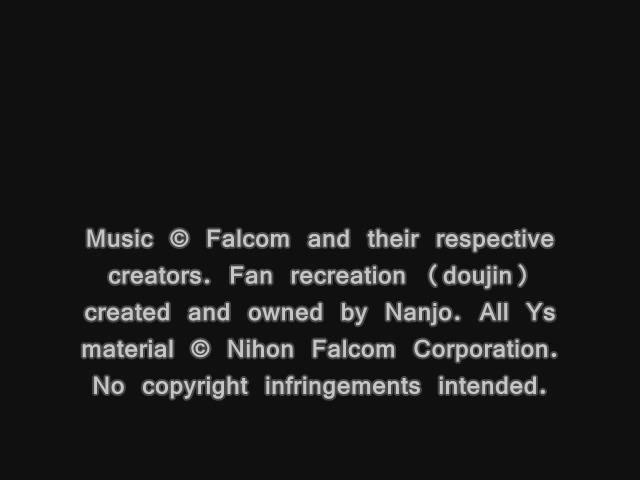 Music © Falcom and their respective
creators. Fan recreation （doujin）
created and owned by Nanjo. All Ys
material © Nihon Falcom Corporation.
No copyright infringements intended.